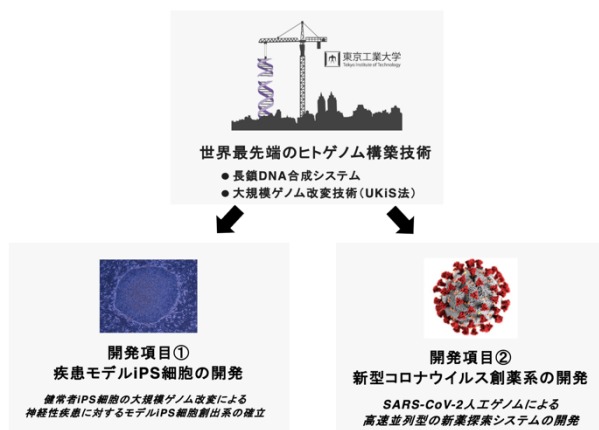 東京工業大学
Tokyo Institute of Technology
世界最先端のヒトゲノム構築技術
● 長鎖DNA合成システム
● 大規模ゲノム改変技術(UKiS法)
開発項目①
疾患モデルiPS細胞の開発
健常者iPS細胞の大規模ゲノム改変による
神経性疾患に対するモデルiPS細胞創出系の確立
開発項目②
新型コロナウイルス創薬系の開発
SARS-CoV-2人工ゲノムによる
高速並列型の新薬探索システムの開発